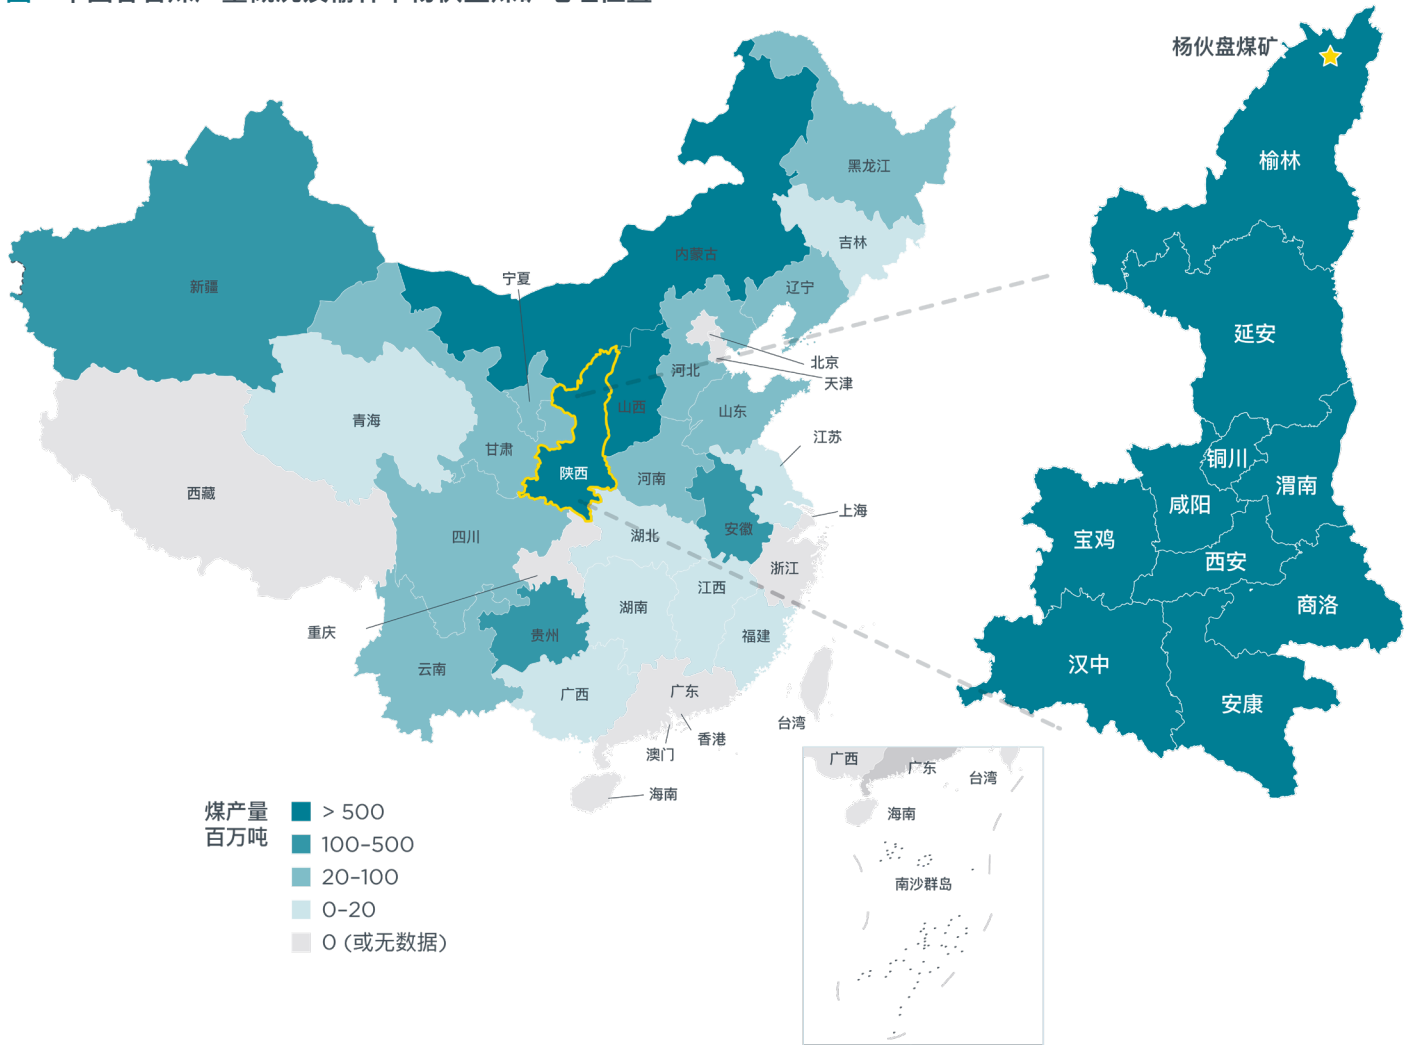 杨伙盘煤矿
榆林
延安
铜川
渭南
咸阳
宝鸡
西安
商洛
汉中
安康
黑龙江
吉林
内蒙古
辽宁
宁夏
新疆
北京
天津
河北
山西
山东
青海
甘肃
江苏
陕西
河南
西藏
上海
安徽
四川
湖北
浙江
江西
湖南
重庆
贵州
福建
云南
广西
广东
台湾
香港
澳门
海南
煤产量
百万吨
> 500
100–500
20–100
0–20
0 (或无数据)
广西
广东
台湾
海南
南沙群岛